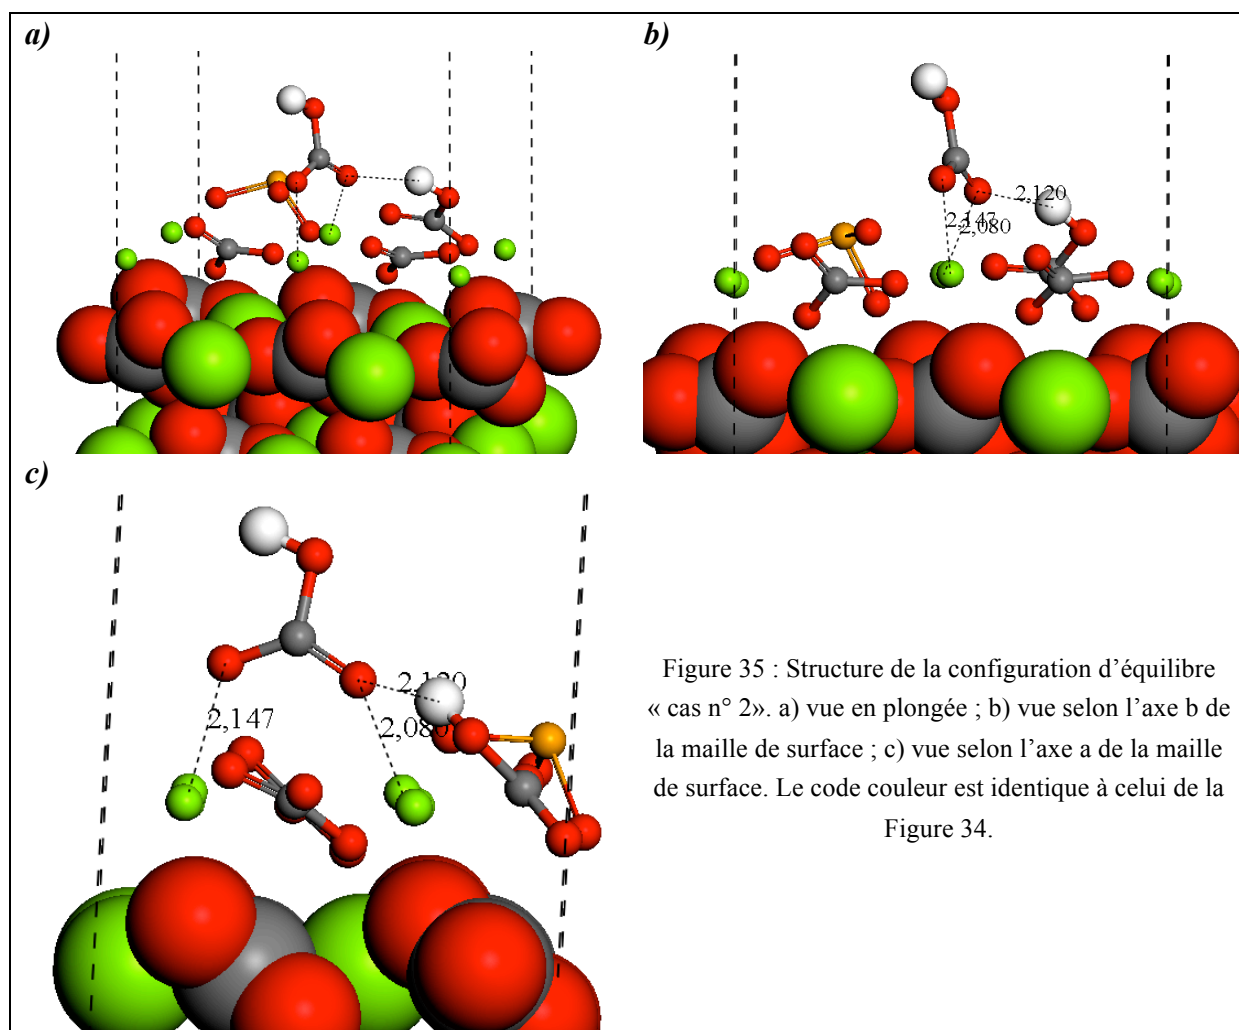 a)
b)
2,120
2,147
2,080
c)
2,120
2,147
2,080
Figure 35 : Structure de la configuration d’équilibre
« cas n° 2». a) vue en plongée ; b) vue selon l’axe b de
la maille de surface ; c) vue selon l’axe a de la maille
de surface. Le code couleur est identique à celui de la
Figure 34.